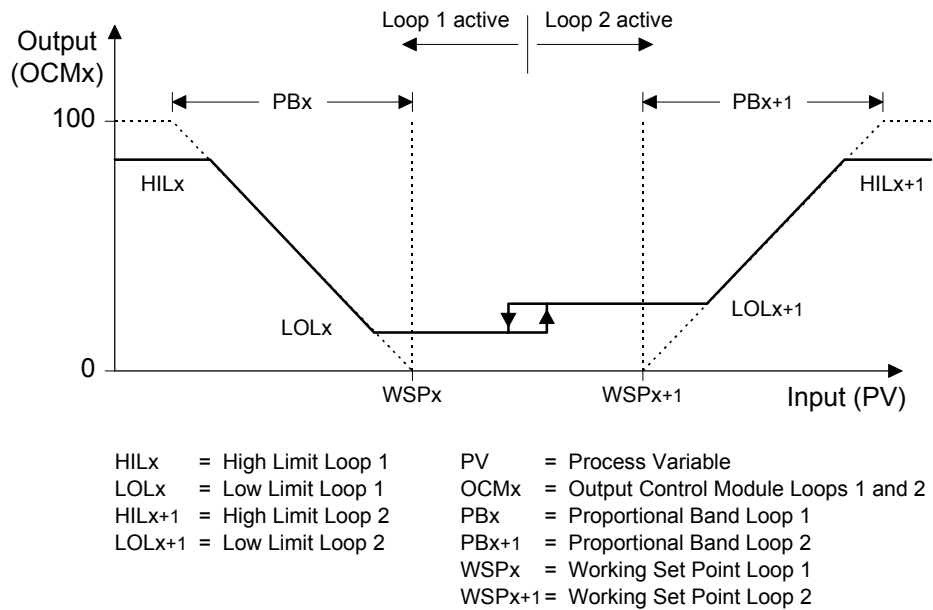 Loop 1 active Loop 2 active
Output
(OCMx)
PBx PBx+1
100
HILx HILx+1
LOLx LOLx+1
0
WSPx WSPx+1 Input (PV)
HILx = High Limit Loop 1
LOLx = Low Limit Loop 1
HILx+1 = High Limit Loop 2
LOLx+1 = Low Limit Loop 2
PV = Process Variable
OCMx = Output Control Module Loops 1 and 2
PBx = Proportional Band Loop 1
PBx+1 = Proportional Band Loop 2
WSPx = Working Set Point Loop 1
WSPx+1 = Working Set Point Loop 2